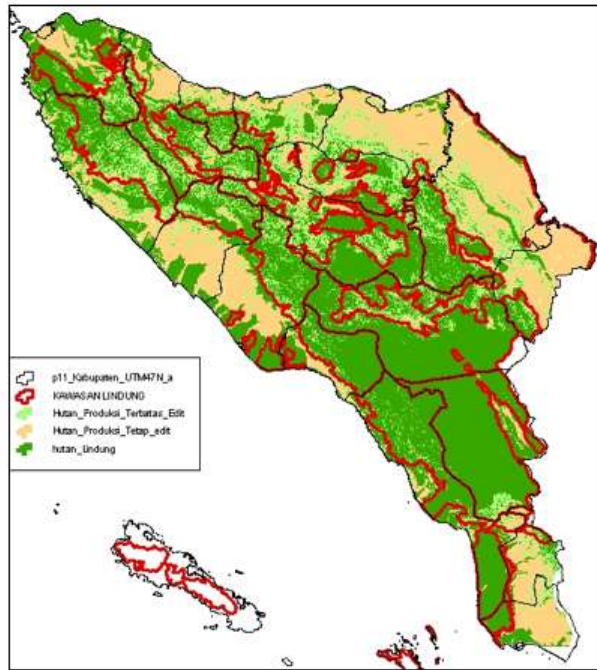 p11_Kabupaten_UTM47N_a
KAWASAN LINDUNG
Hutan_Produksi_Terbatas_Edit
Hutan_Produksi_Tetap_edit
hutan_lindung